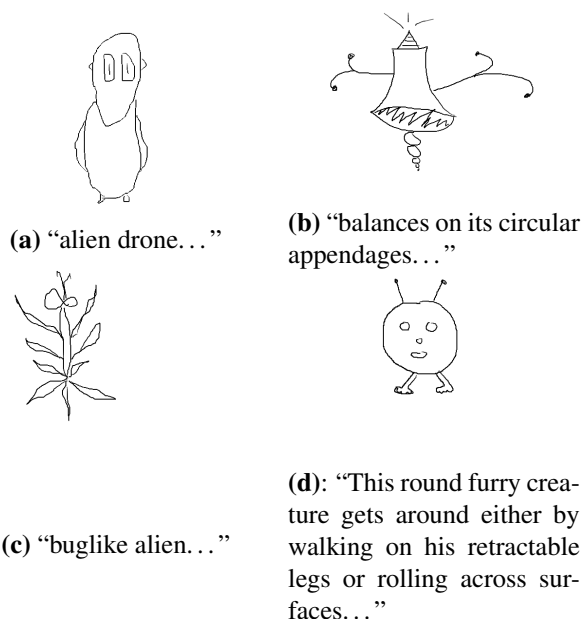 (a) “alien drone. . . ”
(b) “balances on its circular
appendages. . . ”
(c) “buglike alien. . . ”
(d): “This round furry crea-
ture gets around either by
walking on his retractable
legs or rolling across sur-
faces. . . ”